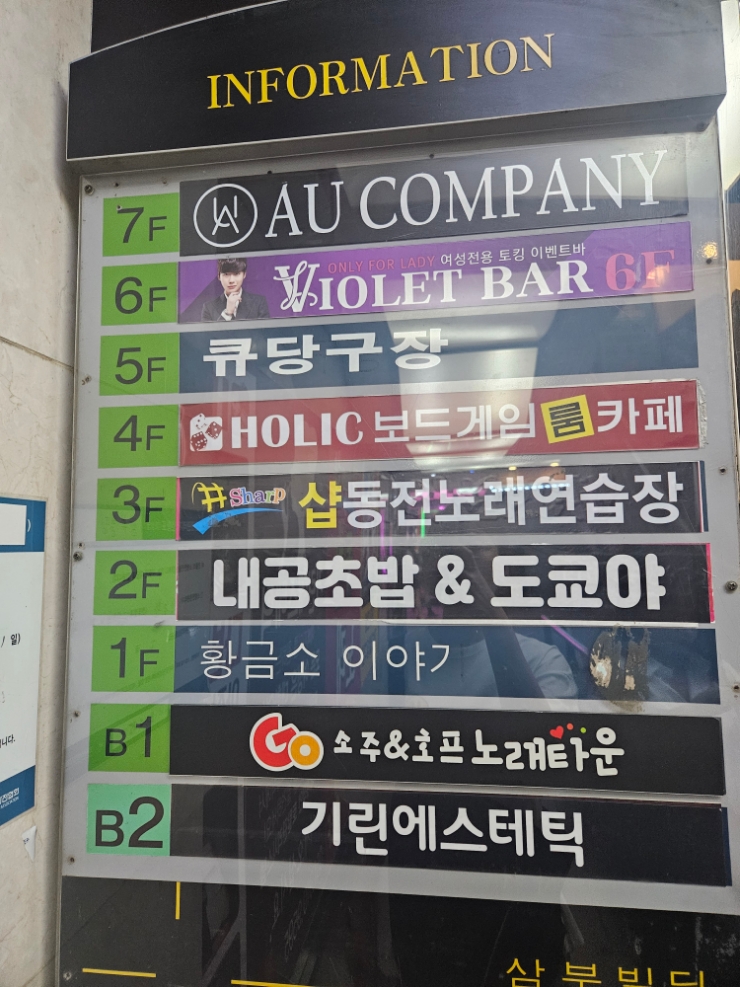 INFORMATION
7F AU COMPANY
6F ONLY FOR LADY 여성전용 토킹 이벤트바
VIOLET BAR 6F
5F 큐당구장
4F HOLIC 보드게임 룸 카페
3F # Sharp 샵동전노래연습장
2F 내공초밥 & 도쿄야
1F 황금소 이야기
B1 Go 소주&호프 노래타운
B2 기린에스테틱
삼부빌딩